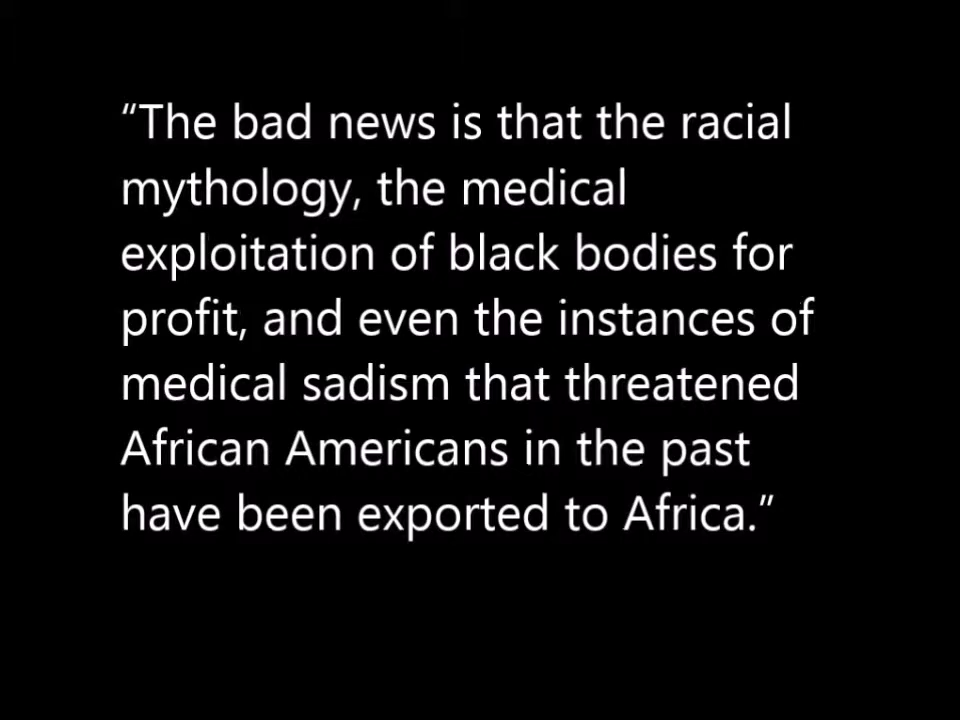 “The bad news is that the racial
mythology, the medical
exploitation of black bodies for
profit, and even the instances of
medical sadism that threatened
African Americans in the past
have been exported to Africa.”